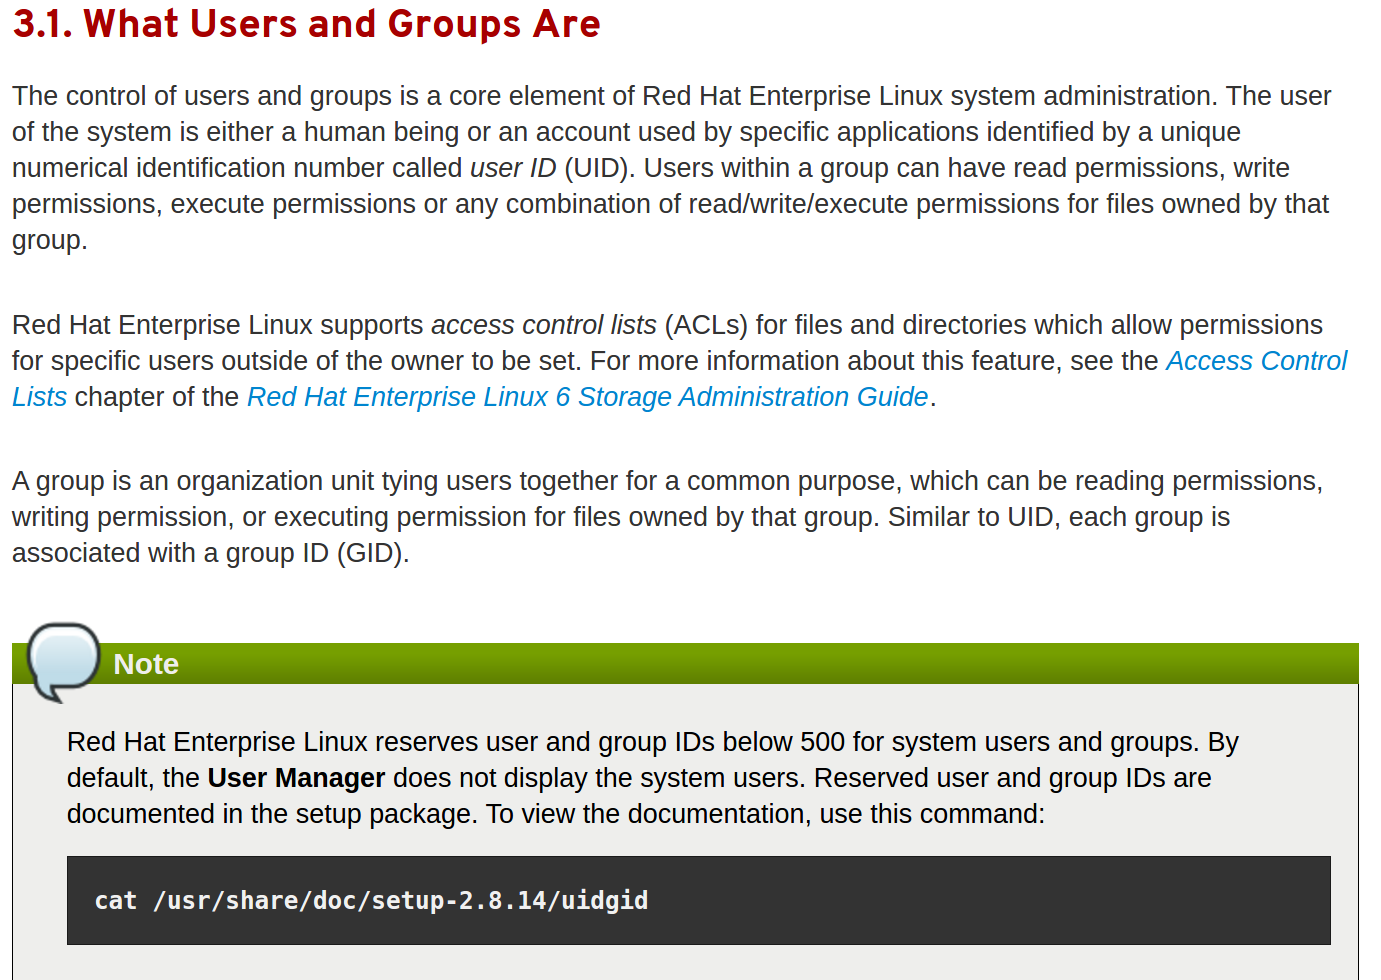 3.1. What Users and Groups Are
The control of users and groups is a core element of Red Hat Enterprise Linux system administration. The user
of the system is either a human being or an account used by specific applications identified by a unique
numerical identification number called user ID (UID). Users within a group can have read permissions, write
permissions, execute permissions or any combination of read/write/execute permissions for files owned by that
group.
Red Hat Enterprise Linux supports access control lists (ACLs) for files and directories which allow permissions
for specific users outside of the owner to be set. For more information about this feature, see the Access Control
Lists chapter of the Red Hat Enterprise Linux 6 Storage Administration Guide.
A group is an organization unit tying users together for a common purpose, which can be reading permissions,
writing permission, or executing permission for files owned by that group. Similar to UID, each group is
associated with a group ID (GID).
Note
Red Hat Enterprise Linux reserves user and group IDs below 500 for system users and groups. By
default, the User Manager does not display the system users. Reserved user and group IDs are
documented in the setup package. To view the documentation, use this command:
cat /usr/share/doc/setup-2.8.14/uidgid